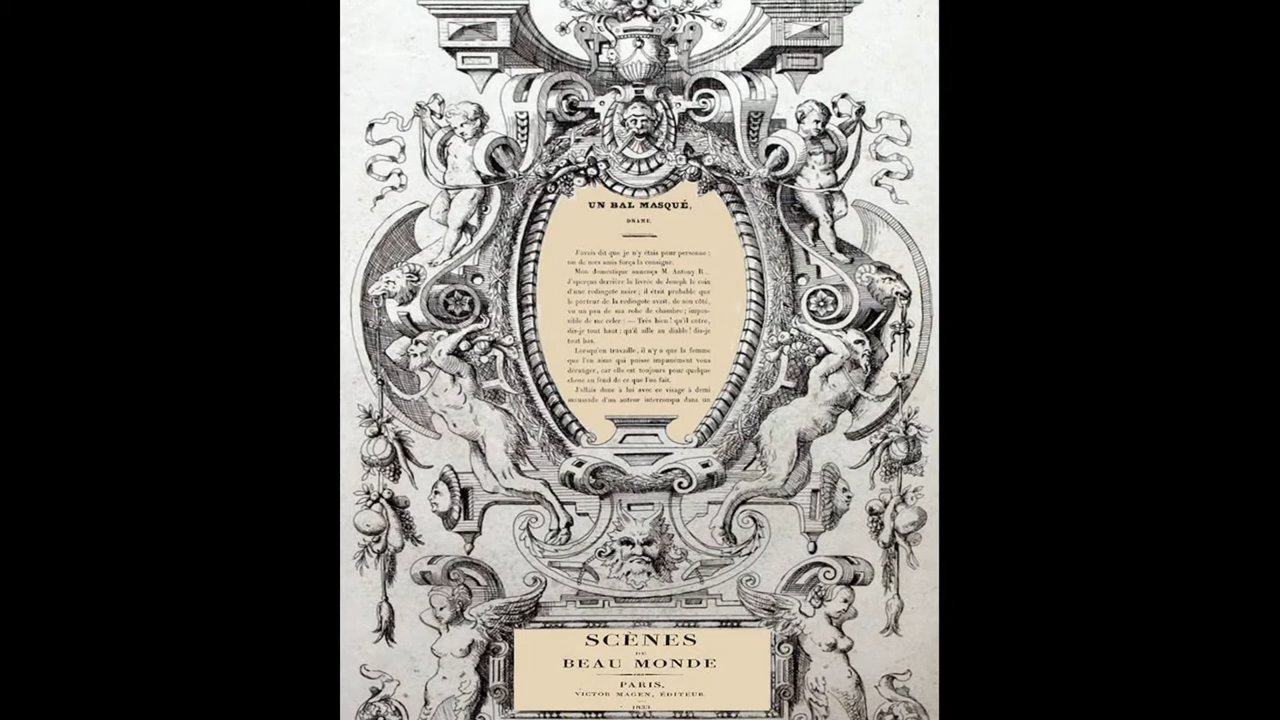 UN BAL MASQUÉ,
DRAME.
J'avais dit que je n'y étais pour personne :
un de mes amis força la consigne.
Mon domestique annonça M. Antony B...
J'aperçus derrière la livrée de Joseph le coin
d'une redingote noire ; il était probable que
le porteur de la redingote avait, de son côté,
vu un pan de ma robe de chambre ; impos-
sible de me celer : — Très bien ! qu'il entre,
dis-je tout haut ; qu'il aille au diable ! dis-je
tout bas.
Lorsqu'on travaille, il n'y a que la femme
que l'on aime qui puisse impunément vous
déranger, car elle est toujours pour quelque
chose au fond de ce que l'on fait.
J'allais donc à lui avec ce visage à demi
maussade d'un auteur interrompu dans un
SCÈNES
DU
BEAU MONDE
PARIS,
VICTOR MAGEN, ÉDITEUR.
1833